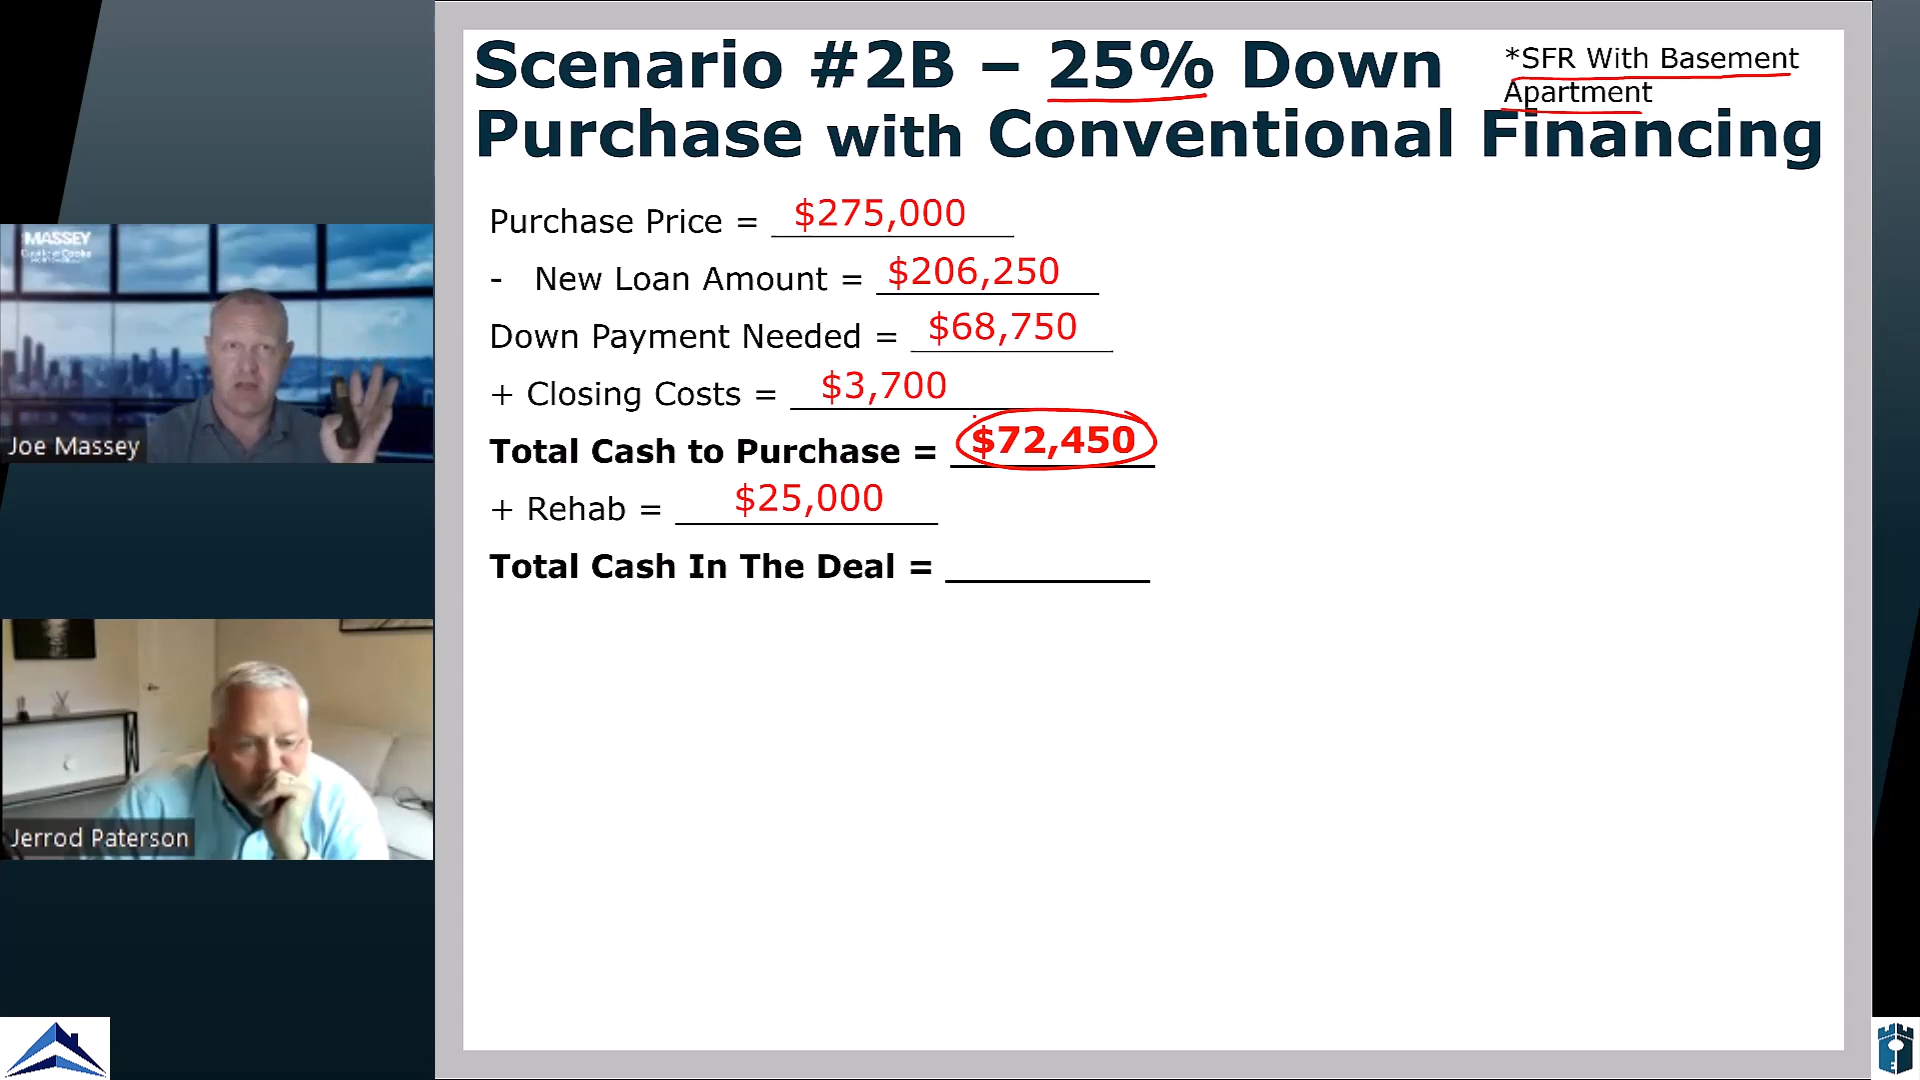 Scenario #2B – 25% Down
*SFR With Basement
Apartment
Purchase with Conventional Financing
Purchase Price = $275,000
- New Loan Amount = $206,250
Down Payment Needed = $68,750
+ Closing Costs = $3,700
Total Cash to Purchase = $72,450
+ Rehab = $25,000
Total Cash In The Deal =
MASSEY
Joe Massey
Jerrod Paterson